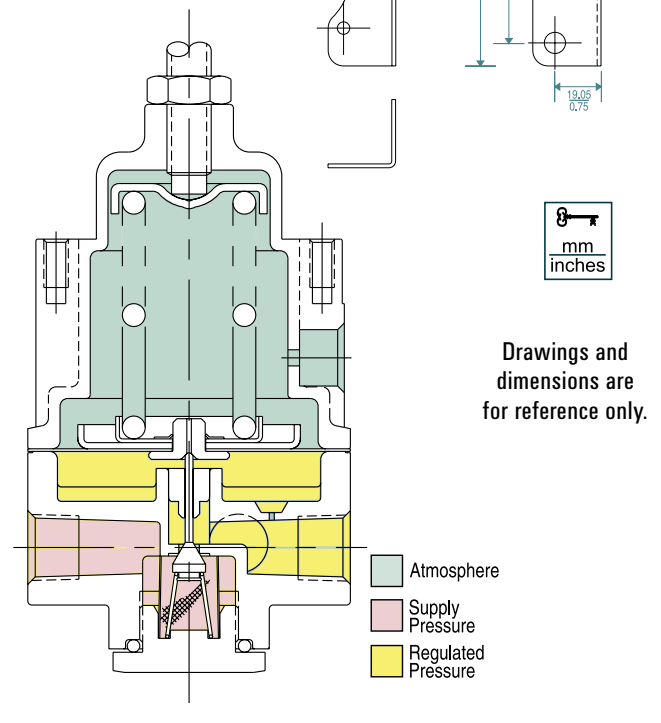 19.05
0.75
mm
inches
Drawings and
dimensions are
for reference only.
Atmosphere
Supply
Pressure
Regulated
Pressure